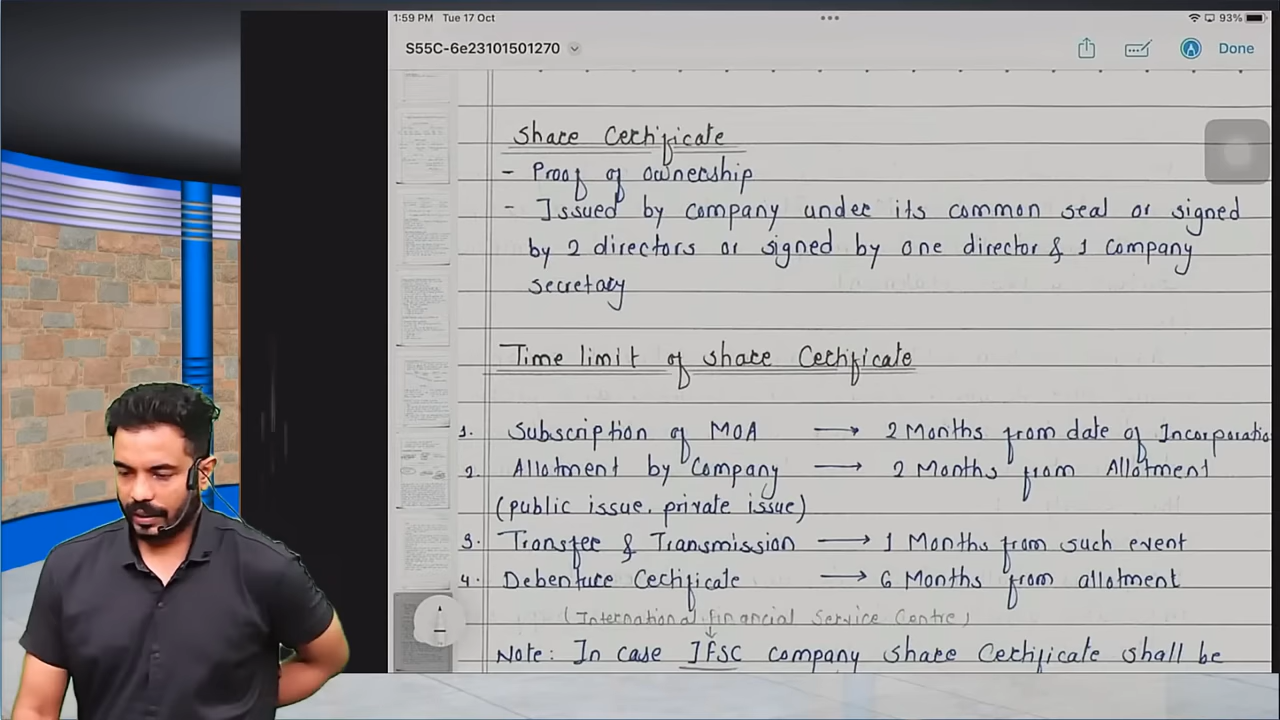 1:59 PM Tue 17 Oct
93%
S55C-6e23101501270
Done
Share Certificate
- Proof of ownership
- Issued by company under its common seal or signed
by 2 directors or signed by one director & 1 company
secretary
Time limit of share Certificate
1. Subscription of MOA → 2 Months from date of Incorporatio
2. Allotment by Company → 2 Months from Allotment
(public issue, private issue)
3. Transfer & Transmission → 1 Months from such event
4. Debenture Certificate → 6 Months from allotment
(International Financial Service Centre)
Note: In case IFSC company share Certificate shall be